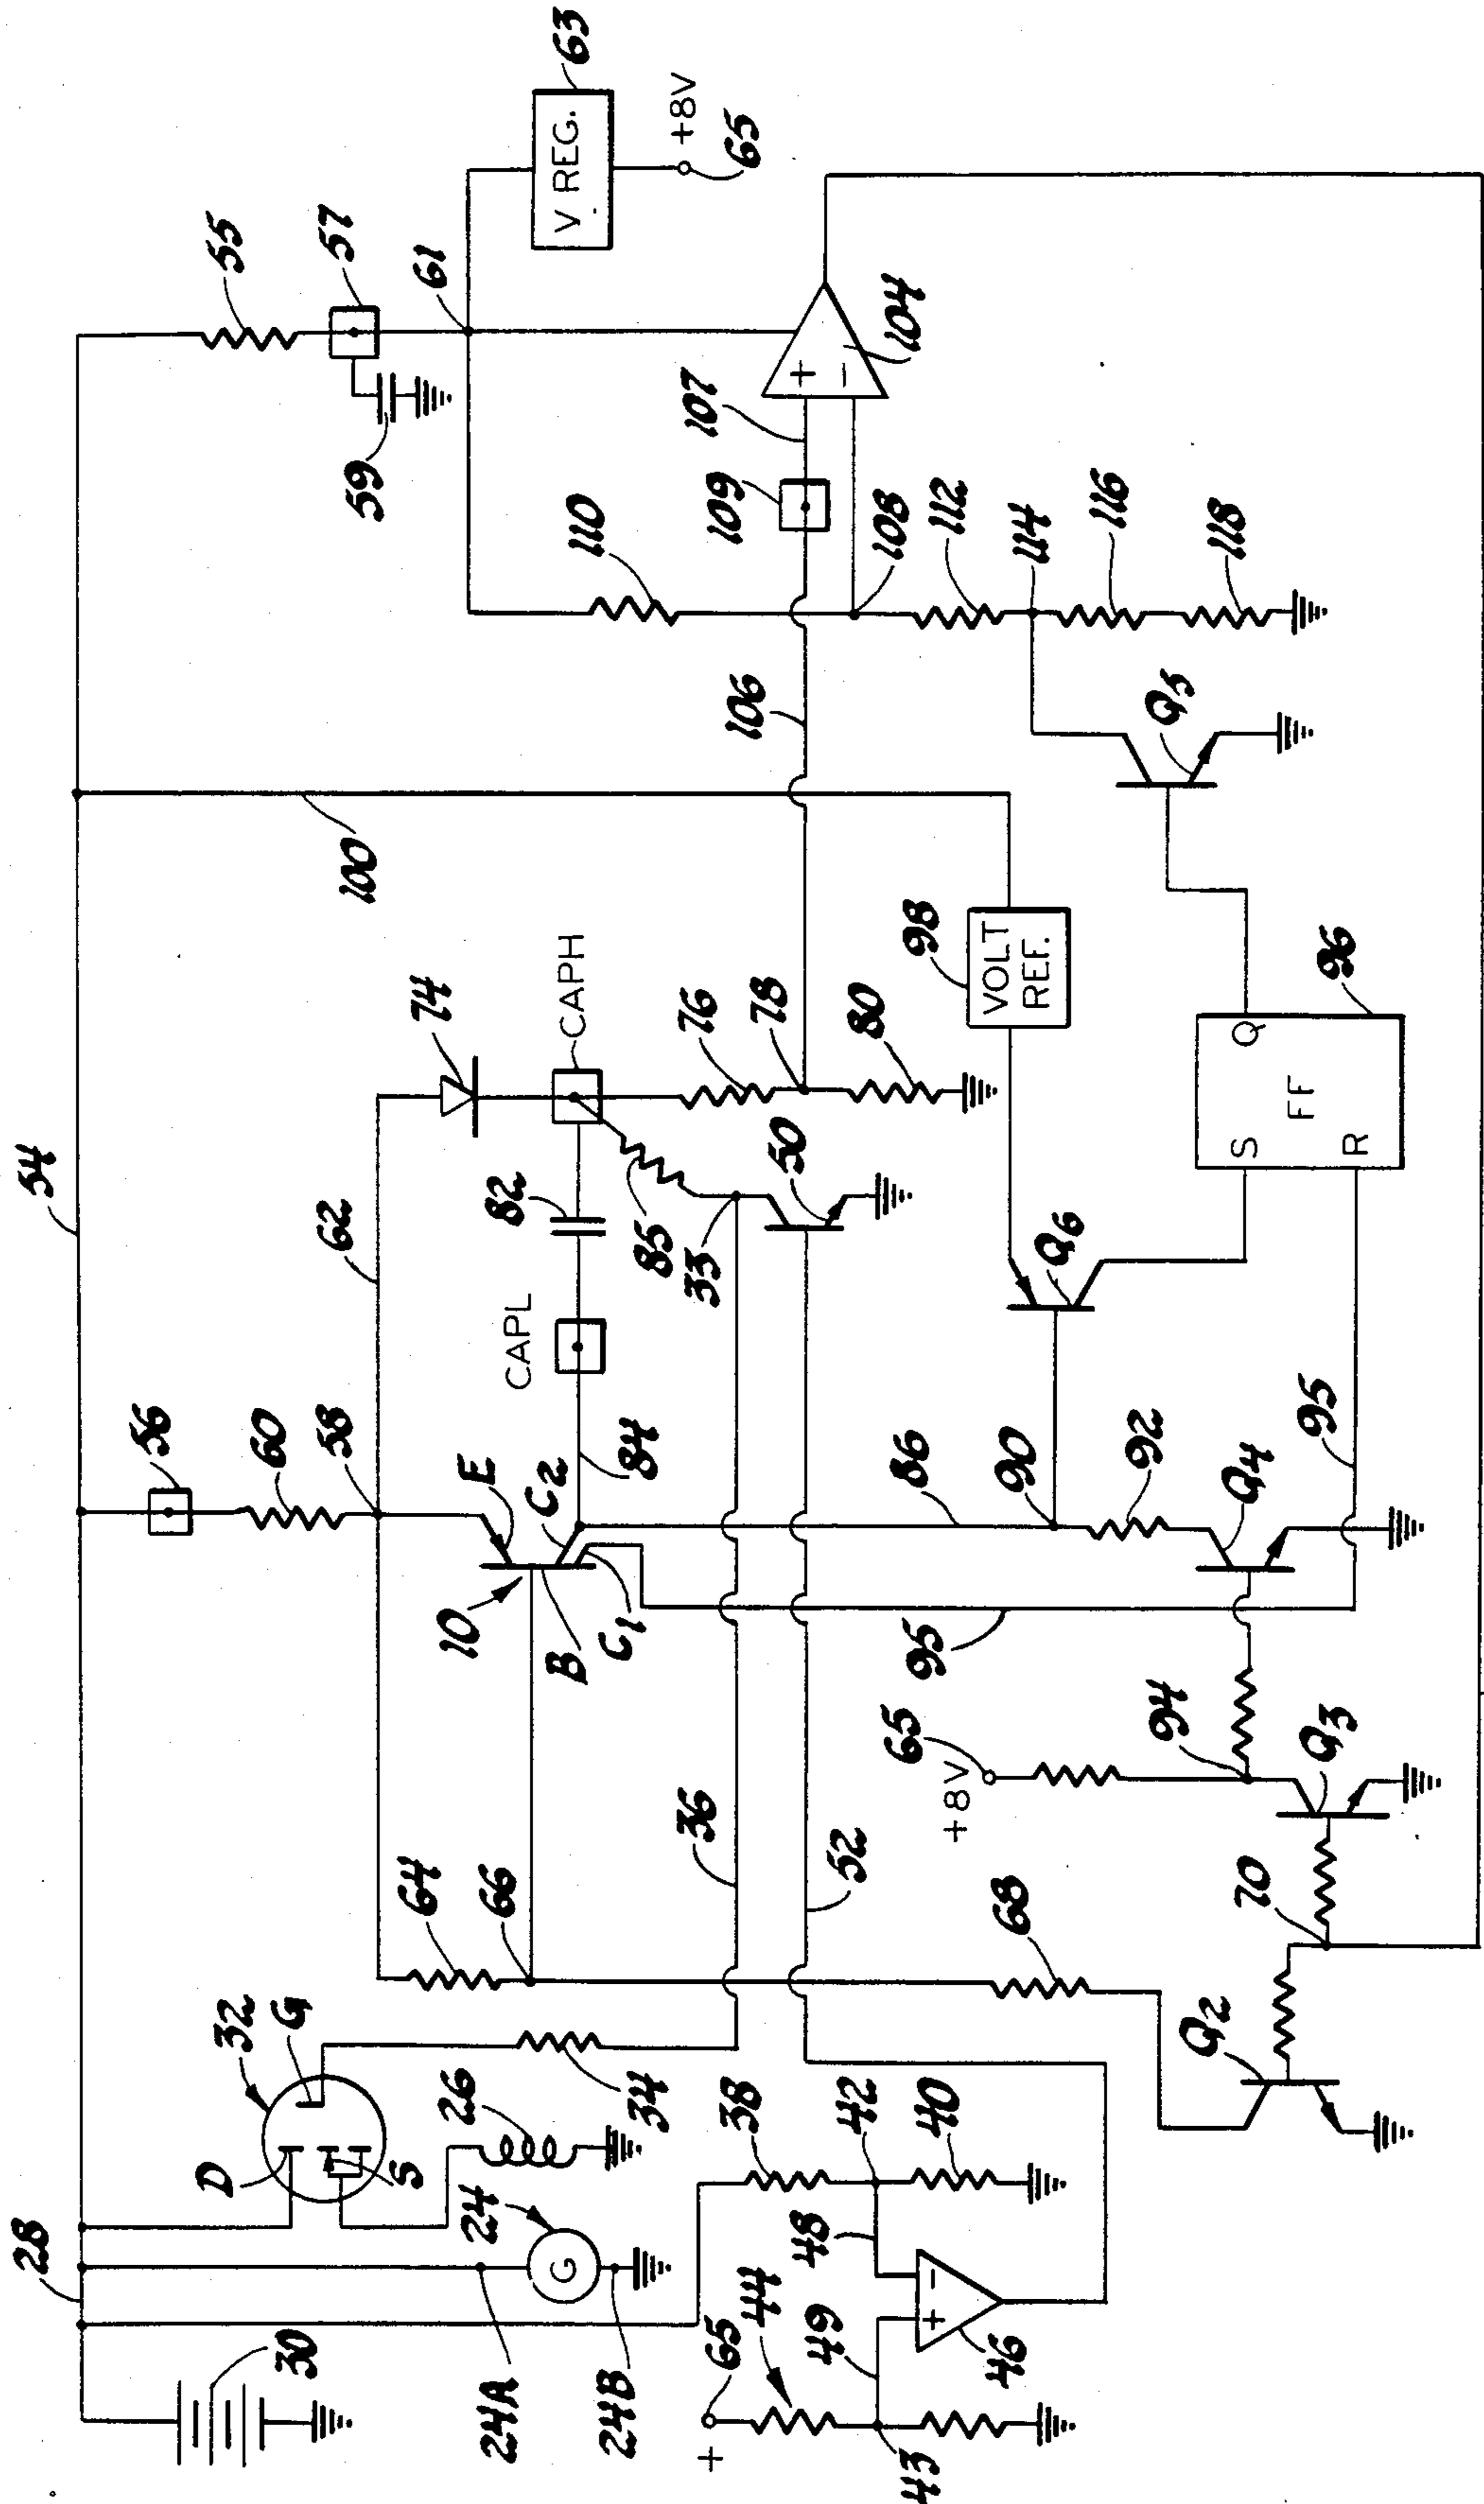 28
54
56
D
32
55
60
30
G
58
62
57
100
59
S
64
74
61
26
10
E
24
66
24A
CAPL
82
C2
B
CAPH
110
V REG.
63
G
24B
C1
34
84
85
36
33
76
+8V
107
+
65
44
38
106
109
65
78
50
48
49
42
52
80
+
-
43
+
-
40
65
86
98
108
104
46
+8V
95
68
90
VOLT
REF.
112
Q6
114
92
94
Q5
116
Q2
70
Q4
S
Q
118
FF
Q3
95
R
96